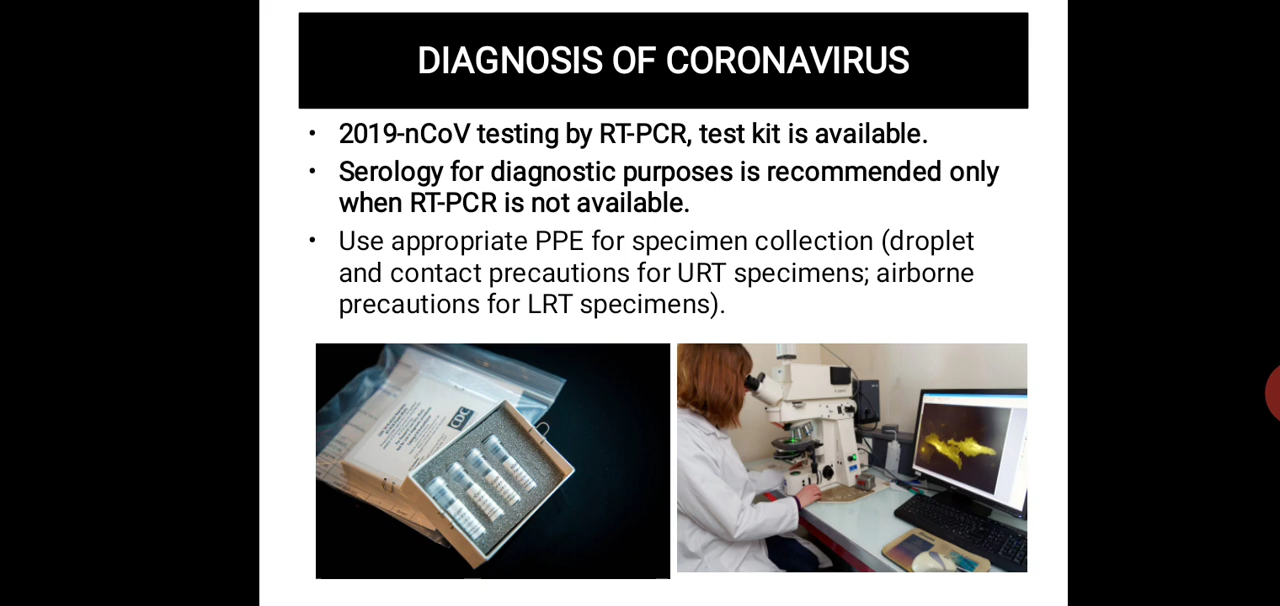 DIAGNOSIS OF CORONAVIRUS
• 2019-nCoV testing by RT-PCR, test kit is available.
• Serology for diagnostic purposes is recommended only
when RT-PCR is not available.
• Use appropriate PPE for specimen collection (droplet
and contact precautions for URT specimens; airborne
precautions for LRT specimens).
CDC